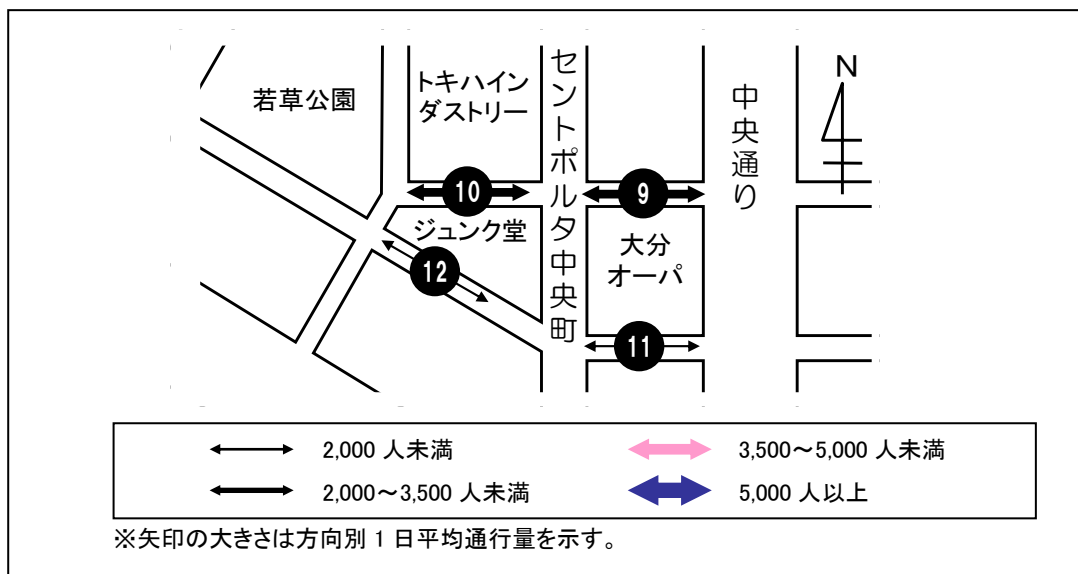 若草公園
トキハイン
ダストリー
セントポルタ中央町
中央通り
N
10
9
ジュンク堂
大分
オーパ
12
11
2,000 人未満
3,500~5,000 人未満
2,000~3,500 人未満
5,000 人以上
※矢印の大きさは方向別 1 日平均通行量を示す。